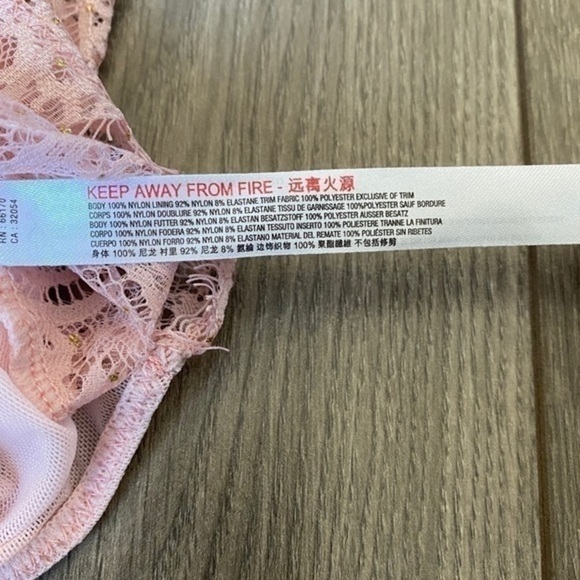 KEEP AWAY FROM FIRE - 远离火源
BODY 100% NYLON LINING 92% NYLON 8% ELASTANE TRIM FABRIC 100% POLYESTER EXCLUSIVE OF TRIM
CORPS 100% NYLON DOUBLURE 92% NYLON 8% ELASTANE TISSU DE GARNISSAGE 100%POLYESTER SAUF BORDURE
BODY 100% NYLON FUTTER 92% NYLON 8% ELASTAN BESATZSTOFF 100% POLYESTER AUSSER BESATZ
CORPO 100% NYLON FODERA 92% NYLON 8% ELASTAN TESSUTO INSERTO 100% POLIESTERE TRANNE LA FINITURA
CUERPO 100% NYLON FORRO 92% NYLON 8% ELASTANO MATERIAL DEL REMATE 100% POLIÉSTER SIN RIBETES
身体 100% 尼龙 衬里 92% 尼龙 8% 氨綸 边饰织物 100% 聚酯纖維 不包括修剪
RN : 66170
CA : 32054